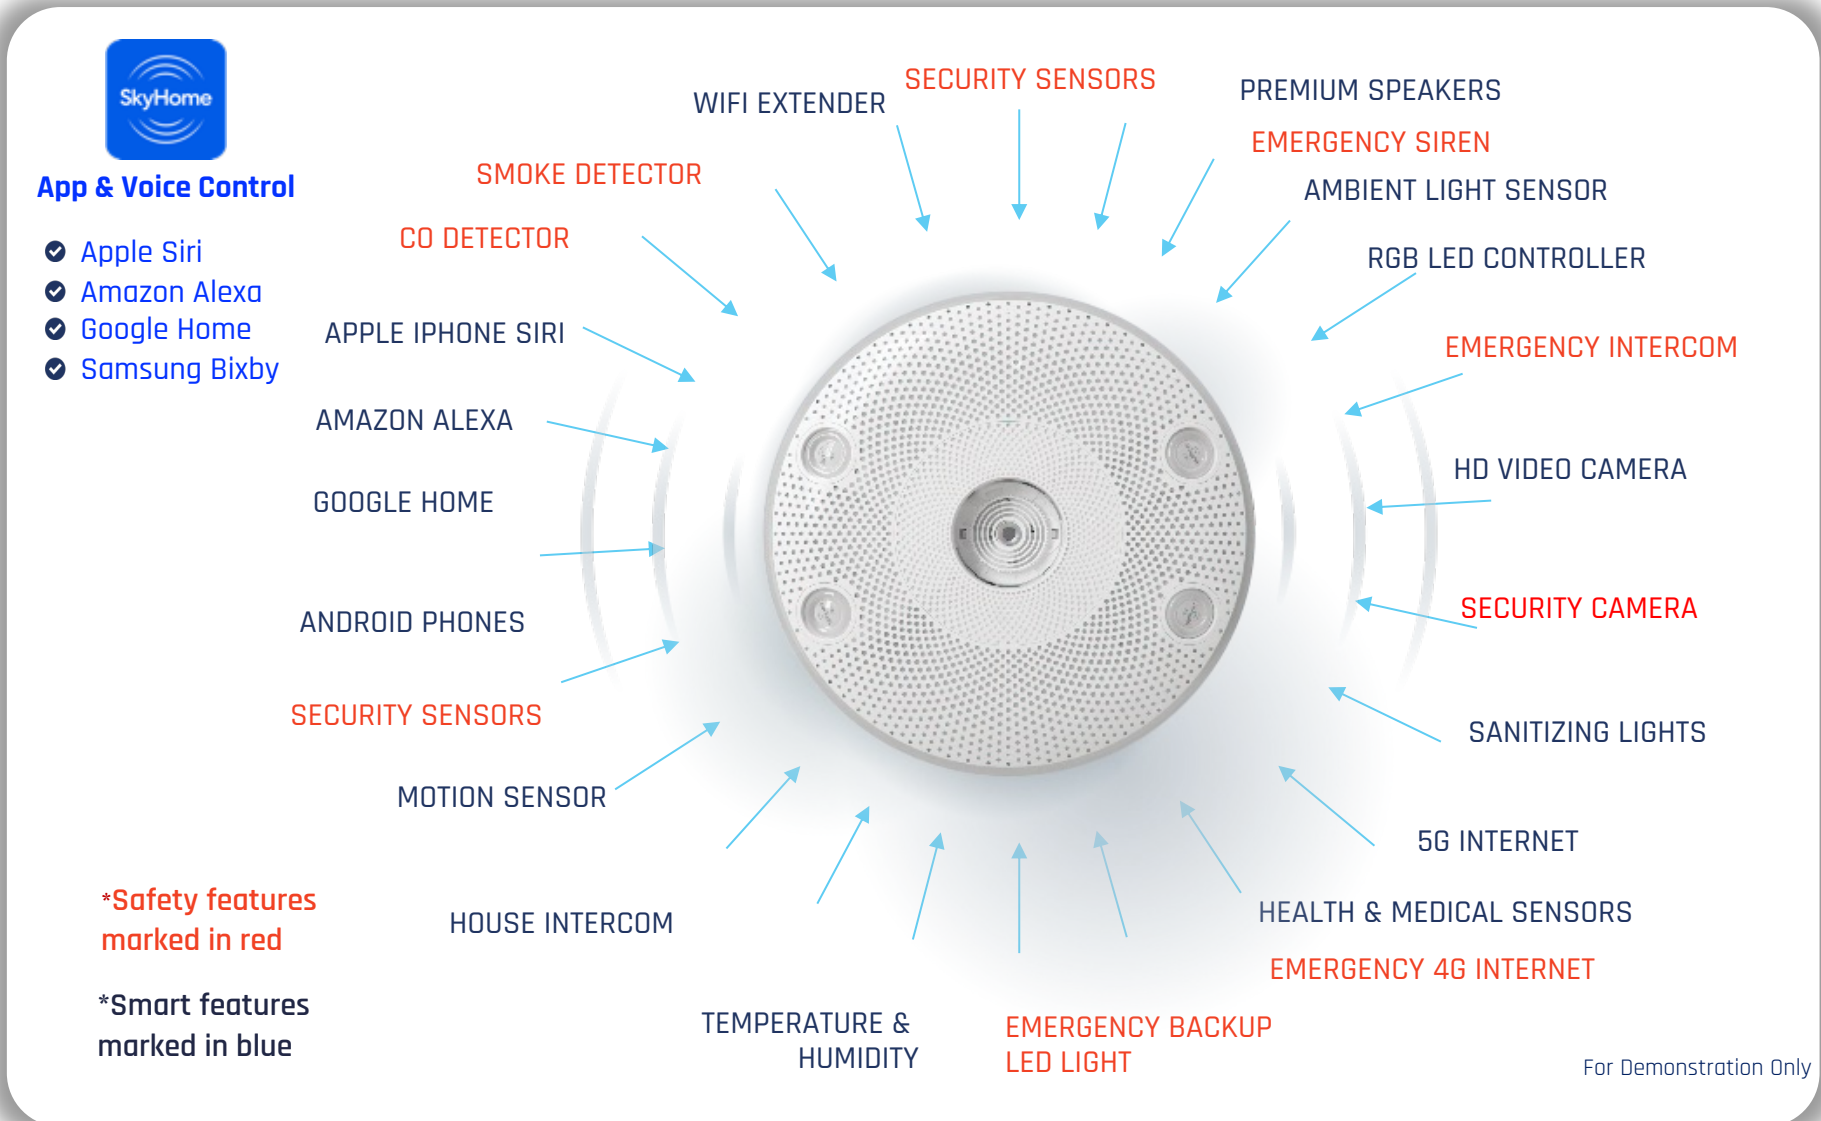 SkyHome
App & Voice Control
Apple Siri
Amazon Alexa
Google Home
Samsung Bixby
WIFI EXTENDER
SECURITY SENSORS
PREMIUM SPEAKERS
EMERGENCY SIREN
AMBIENT LIGHT SENSOR
RGB LED CONTROLLER
EMERGENCY INTERCOM
HD VIDEO CAMERA
SECURITY CAMERA
SANITIZING LIGHTS
5G INTERNET
HEALTH & MEDICAL SENSORS
EMERGENCY 4G INTERNET
EMERGENCY BACKUP
LED LIGHT
TEMPERATURE &
HUMIDITY
HOUSE INTERCOM
MOTION SENSOR
SECURITY SENSORS
ANDROID PHONES
GOOGLE HOME
AMAZON ALEXA
APPLE IPHONE SIRI
CO DETECTOR
SMOKE DETECTOR
*Safety features
marked in red
*Smart features
marked in blue
For Demonstration Only